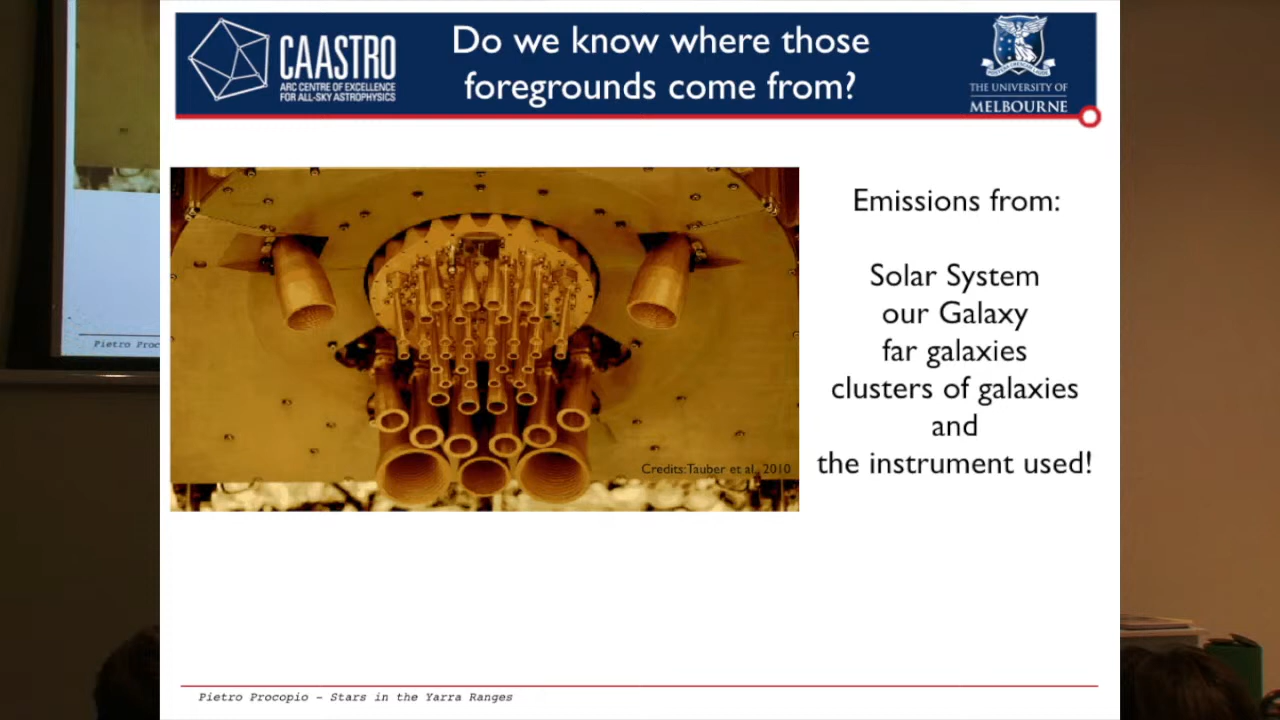 CAASTRO
ARC CENTRE OF EXCELLENCE
FOR ALL-SKY ASTROPHYSICS
Do we know where those
foregrounds come from?
THE UNIVERSITY OF
MELBOURNE
Emissions from:
Solar System
our Galaxy
far galaxies
clusters of galaxies
and
the instrument used!
Credits:Tauber et al. 2010
Pietro Procopio - Stars in the Yarra Ranges
Pietro Proc